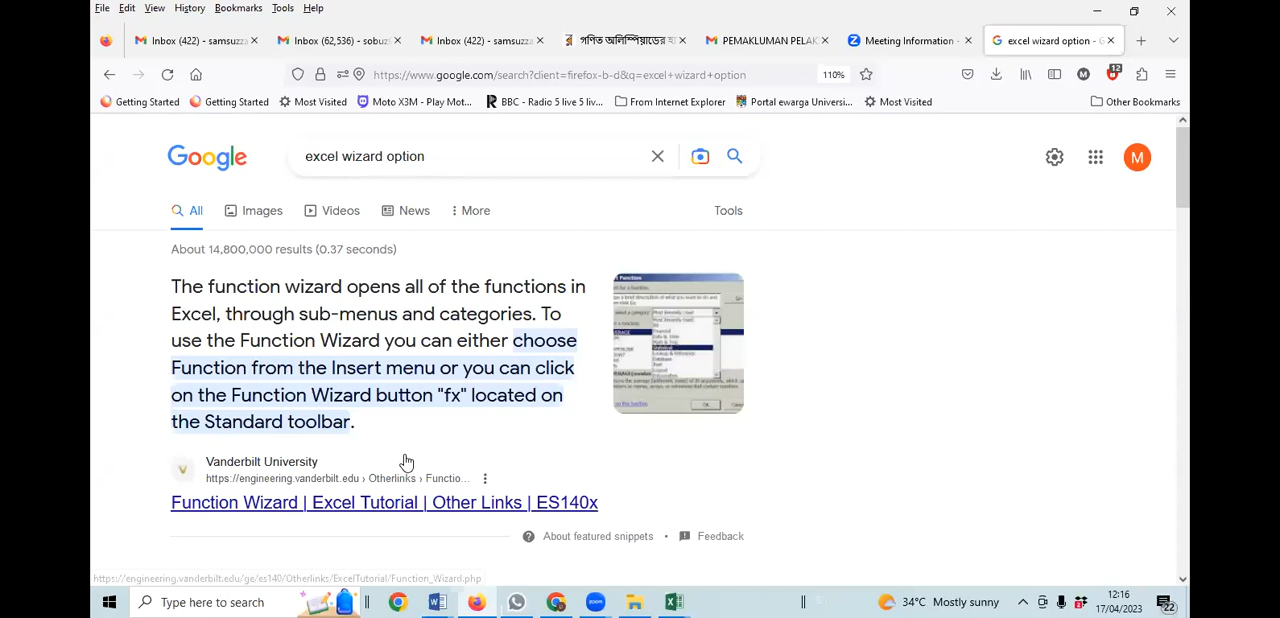 File Edit View History Bookmarks Tools Help
Inbox (422) - samsuzza
Inbox (62,536) - sobuz
Inbox (422) - samsuzza
গণিত অলিম্পিয়াডের হা
PEMAKLUMAN PELAK
Meeting Information -
excel wizard option - G
https://www.google.com/search?client=firefox-b-d&q=excel+wizard+option
110%
12
M
Getting Started
Getting Started
Most Visited
Moto X3M - Play Mot...
BBC - Radio 5 live 5 live...
From Internet Explorer
Portal ewarga Universi...
Most Visited
Other Bookmarks
Google
excel wizard option
M
All
Images
Videos
News
More
Tools
About 14,800,000 results (0.37 seconds)
The function wizard opens all of the functions in
Excel, through sub-menus and categories. To
use the Function Wizard you can either choose
Function from the Insert menu or you can click
on the Function Wizard button "fx" located on
the Standard toolbar.
Vanderbilt University
https://engineering.vanderbilt.edu › Otherlinks › Functio...
Function Wizard | Excel Tutorial | Other Links | ES140x
About featured snippets • Feedback
https://engineering.vanderbilt.edu/ge/es140/Otherlinks/ExcelTutorial/Function_Wizard.php
Type here to search
zoom
34°C Mostly sunny
12:16
17/04/2023
22